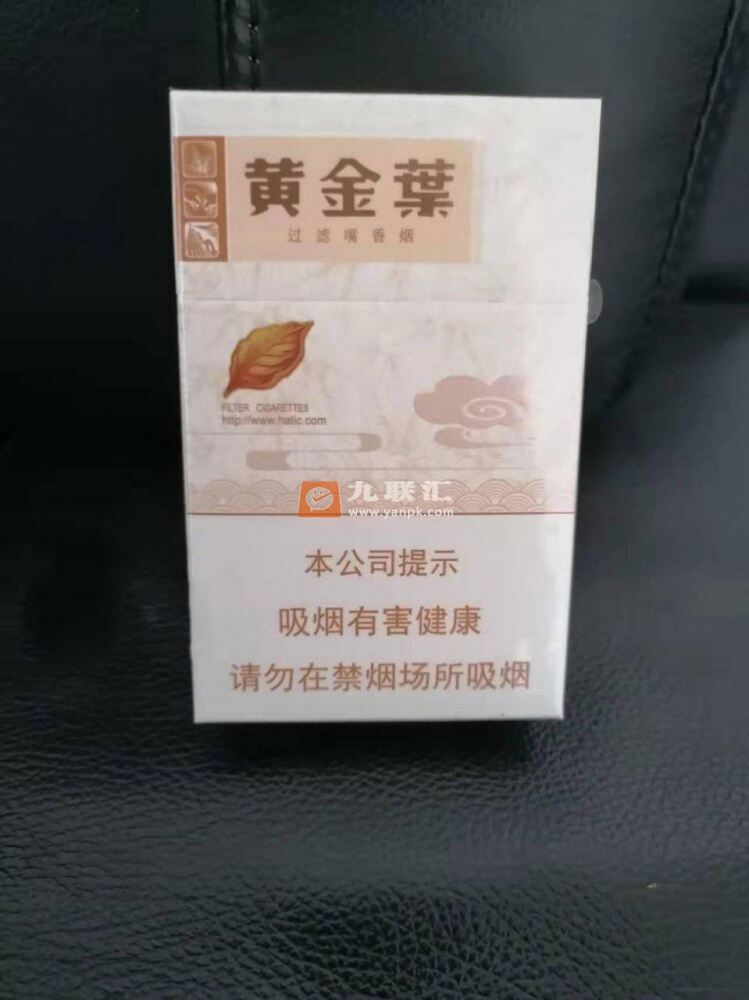 黄金葉
过滤嘴香烟
FILTER CIGARETTES
http://www.hatic.com
九联汇
www.yanpk.com
本公司提示
吸烟有害健康
请勿在禁烟场所吸烟